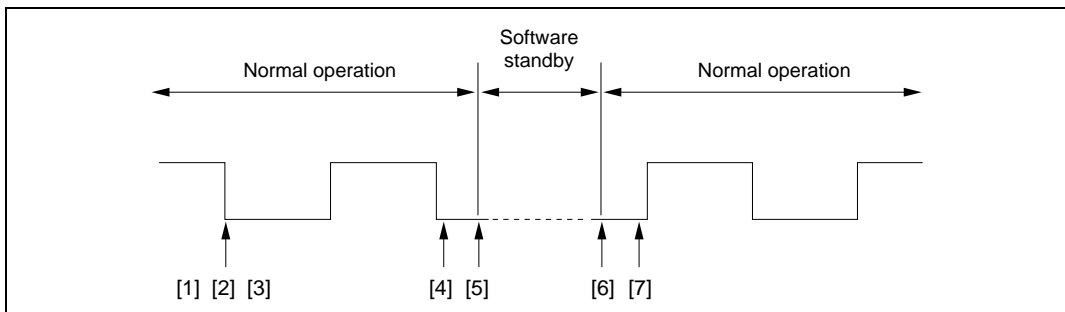 Software
standby
Normal operation
Normal operation
[1] [2] [3]
[4] [5]
[6] [7]